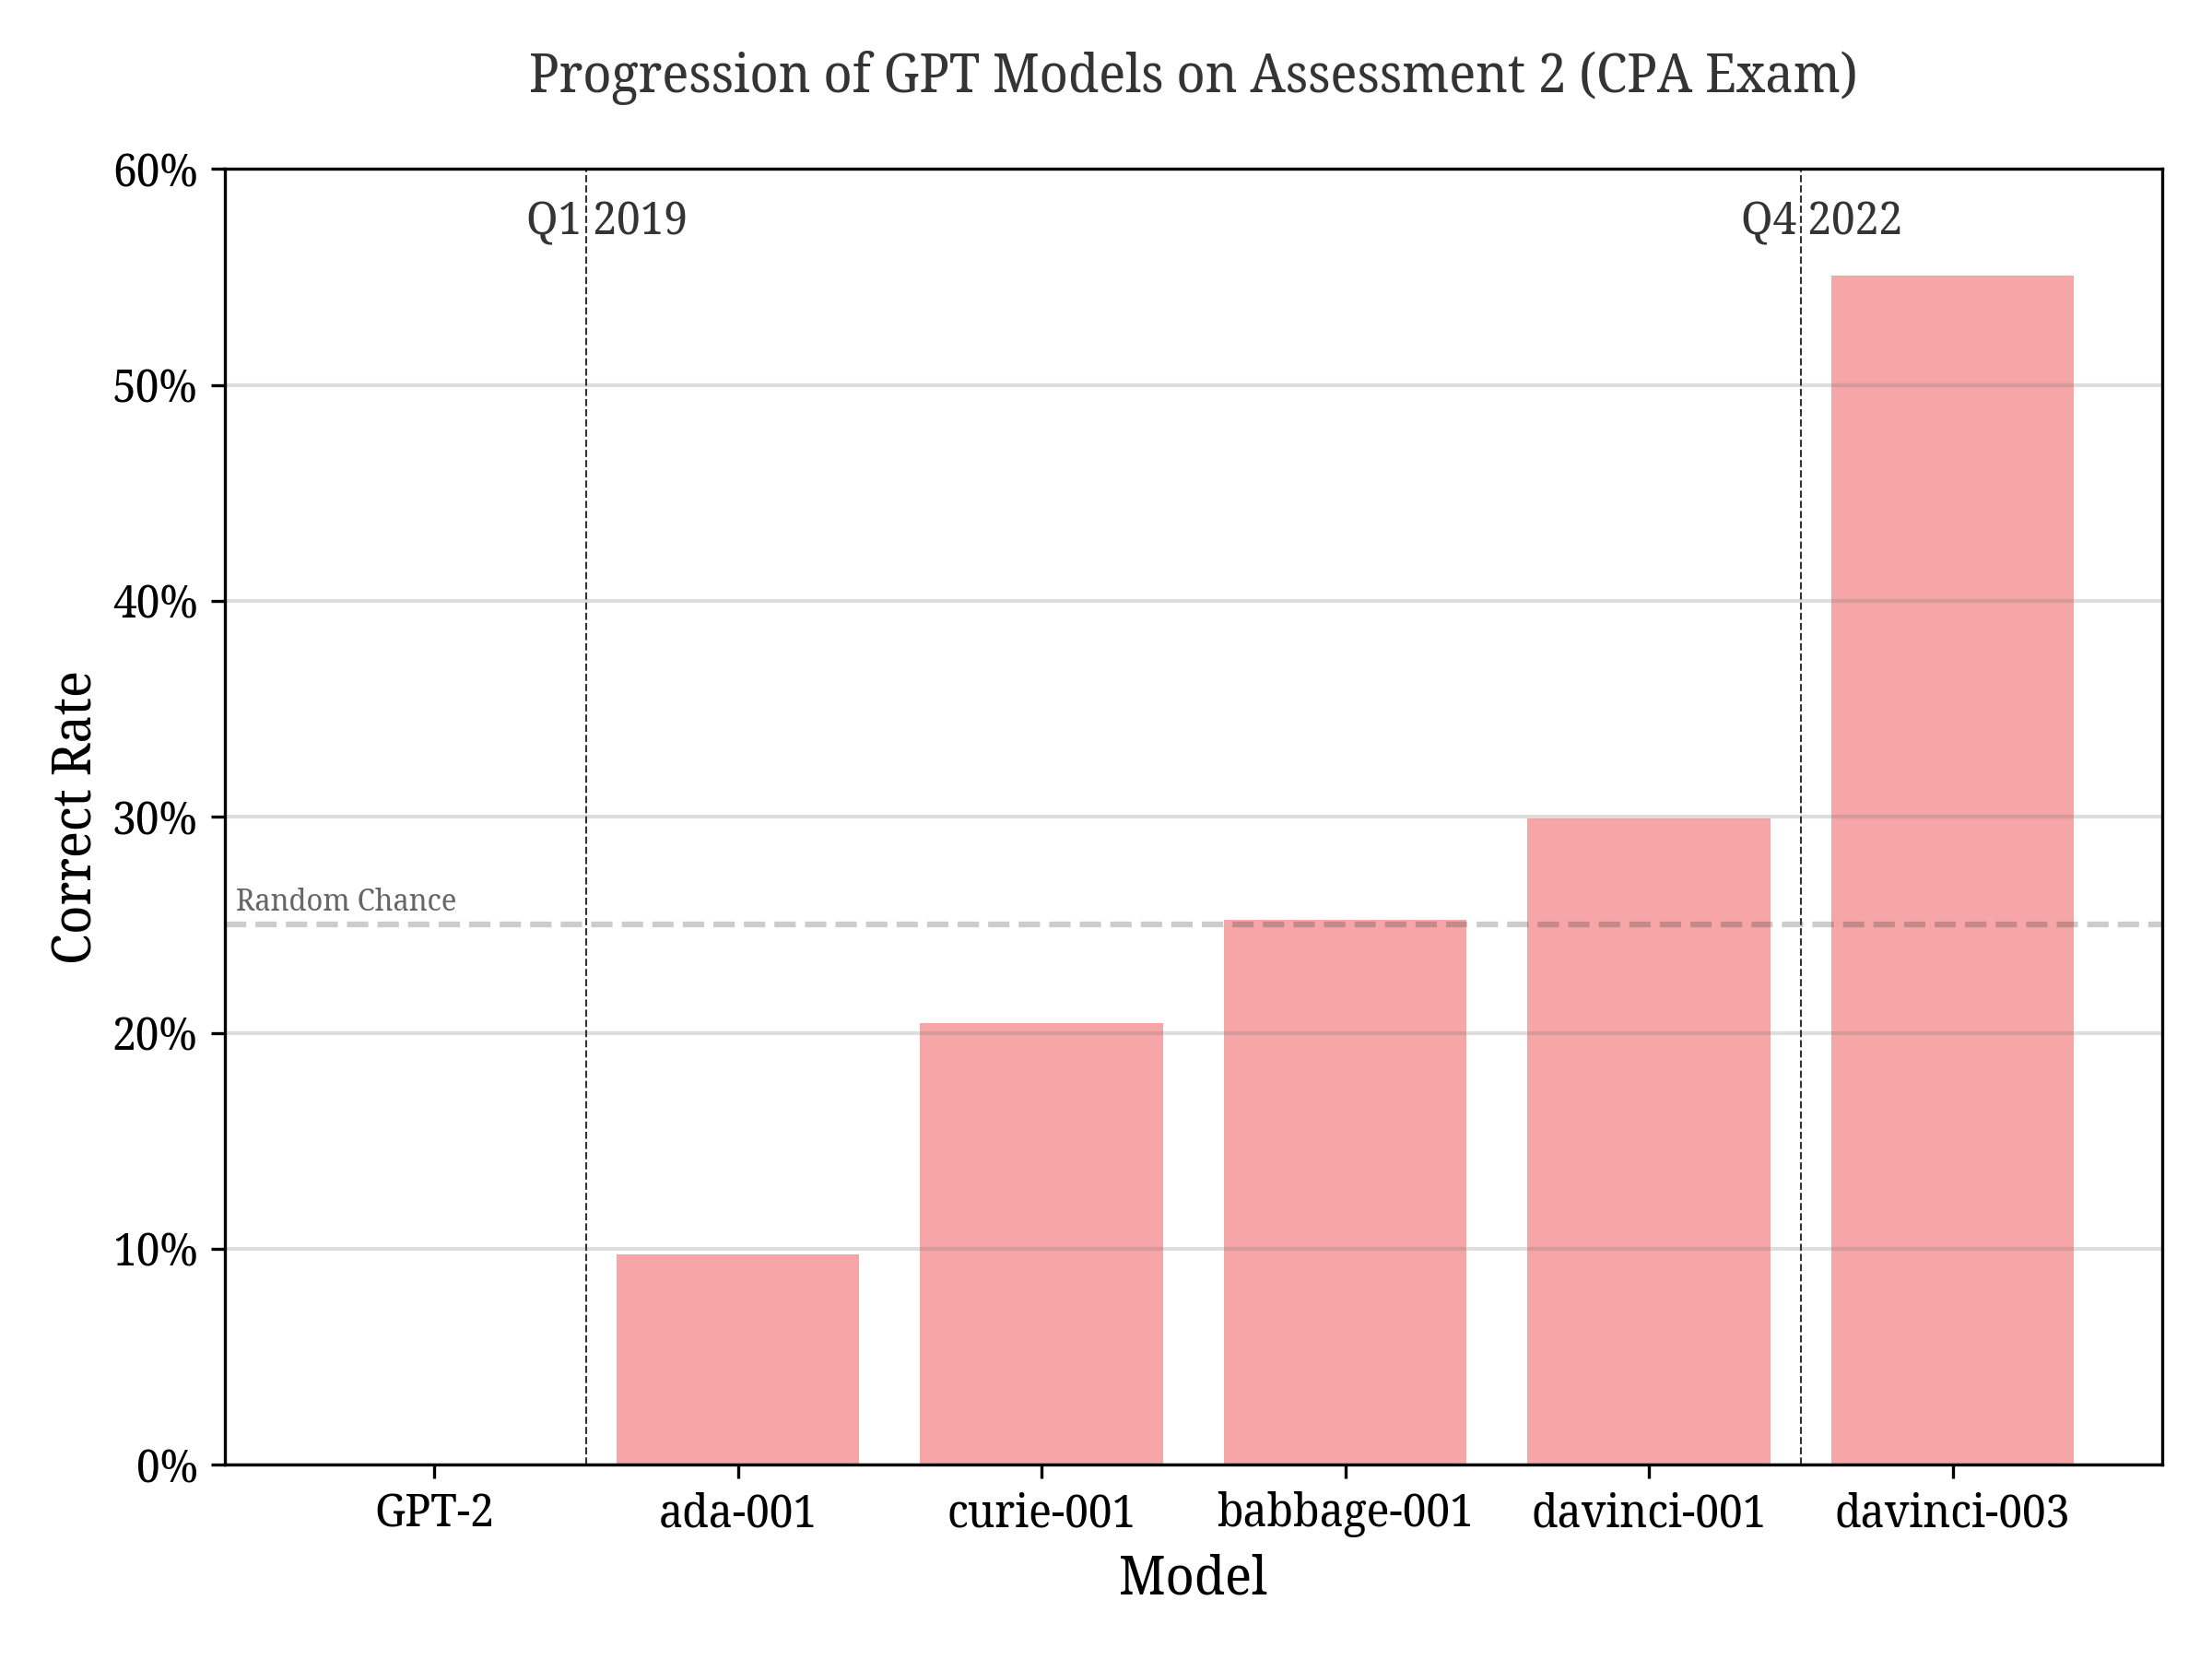 Progression of GPT Models on Assessment 2 (CPA Exam)
60%
Q1 2019
Q4 2022
50%
40%
Correct Rate
30%
Random Chance
20%
10%
0%
GPT-2
ada-001
curie-001
babbage-001
davinci-001
davinci-003
Model